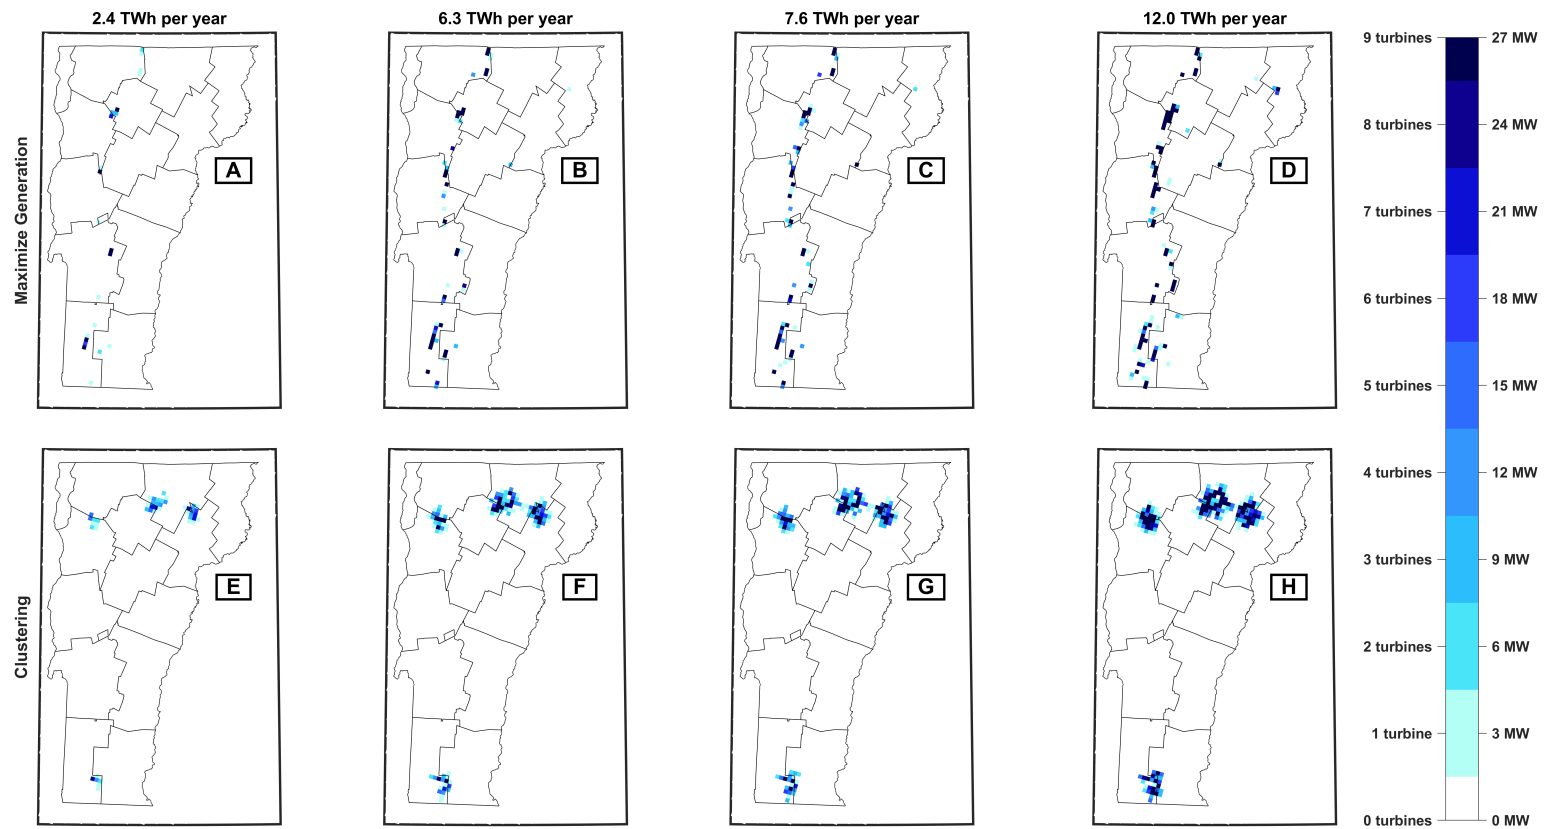 2.4 TWh per year
6.3 TWh per year
7.6 TWh per year
12.0 TWh per year
Maximize Generation
A
B
C
D
Clustering
E
F
G
H
9 turbines 27 MW
8 turbines 24 MW
7 turbines 21 MW
6 turbines 18 MW
5 turbines 15 MW
4 turbines 12 MW
3 turbines 9 MW
2 turbines 6 MW
1 turbine 3 MW
0 turbines 0 MW